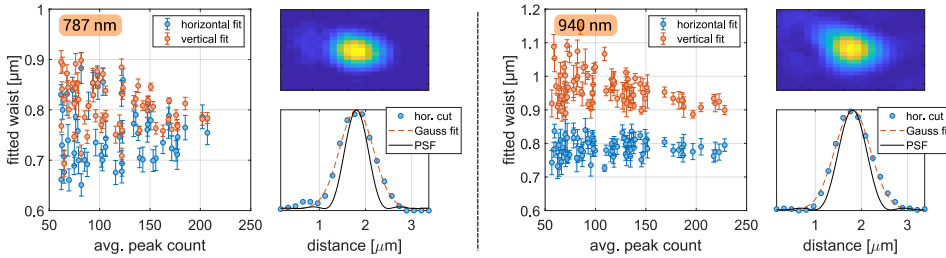 787 nm
horizontal fit
vertical fit
fitted waist [μm]
1
0.9
0.8
0.7
0.6
50
100
150
200
250
avg. peak count
hor. cut
Gauss fit
PSF
1
2
3
distance [μm]
940 nm
horizontal fit
vertical fit
fitted waist [μm]
1.2
1.1
1
0.9
0.8
0.7
0.6
50
100
150
200
250
avg. peak count
hor. cut
Gauss fit
PSF
1
2
3
distance [μm]